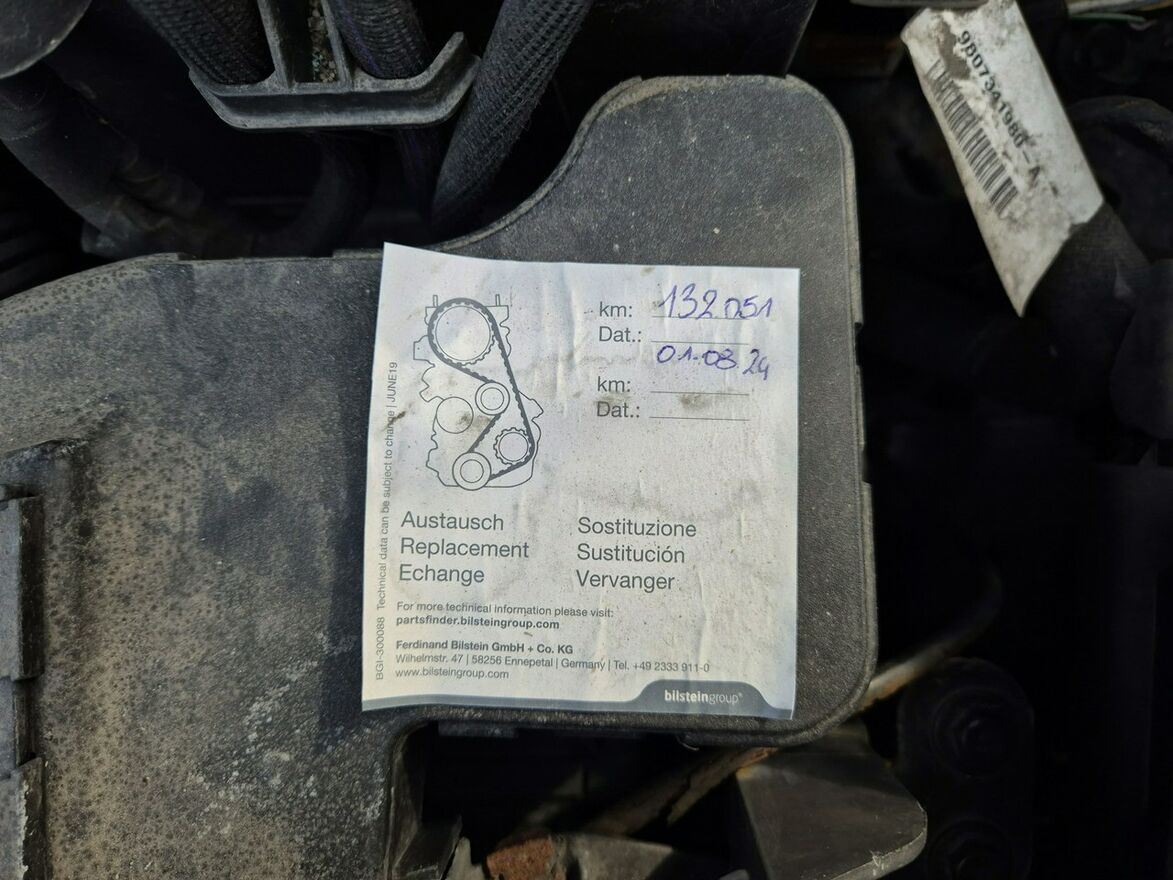 9807341980-A
km: 132051
Dat.: 01.08.24
km:
Dat.:
BGI-300088 Technical data can be subject to change | JUNE19
Austausch
Replacement
Echange
Sostituzione
Sustitución
Vervanger
For more technical information please visit:
partsfinder.bilsteingroup.com
Ferdinand Bilstein GmbH + Co. KG
Wilhelmstr. 47 | 58256 Ennepetal | Germany | Tel. +49 2333 911-0
www.bilsteingroup.com
bilsteingroup®